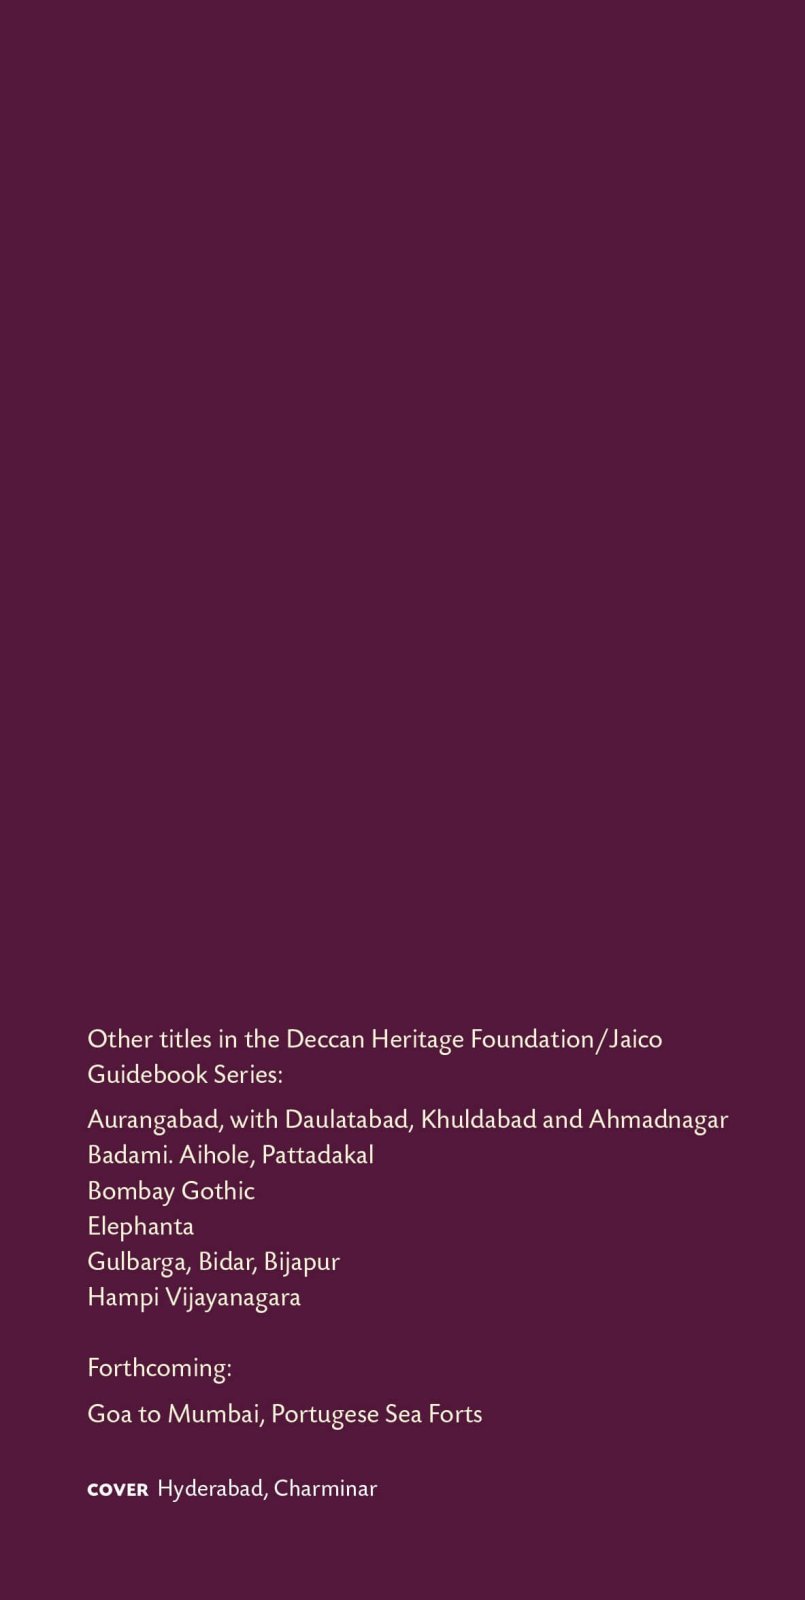 Other titles in the Deccan Heritage Foundation/Jaico
Guidebook Series:
Aurangabad, with Daulatabad, Khuldabad and Ahmadnagar
Badami. Aihole, Pattadakal
Bombay Gothic
Elephanta
Gulbarga, Bidar, Bijapur
Hampi Vijayanagara
Forthcoming:
Goa to Mumbai, Portugese Sea Forts
COVER Hyderabad, Charminar